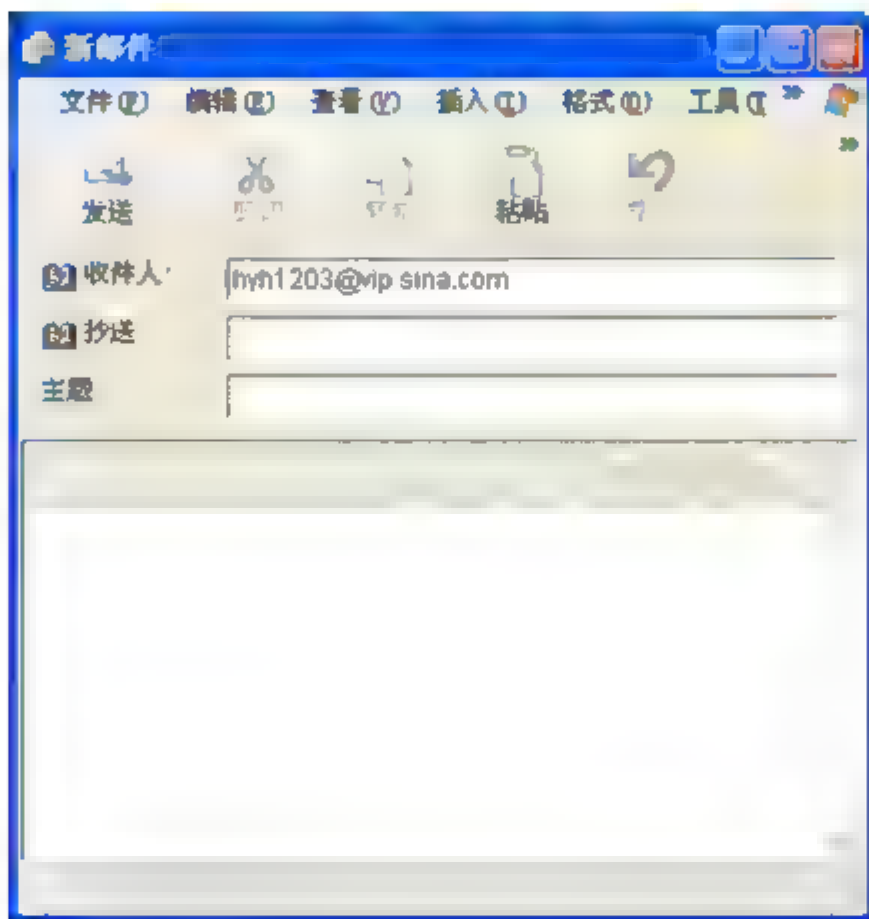 新邮件
文件(F) 编辑(E) 查看(V) 插入(I) 格式(O) 工具(T »
»
发送 粘贴
收件人:
hyh1203@vip.sina.com
抄送
主题